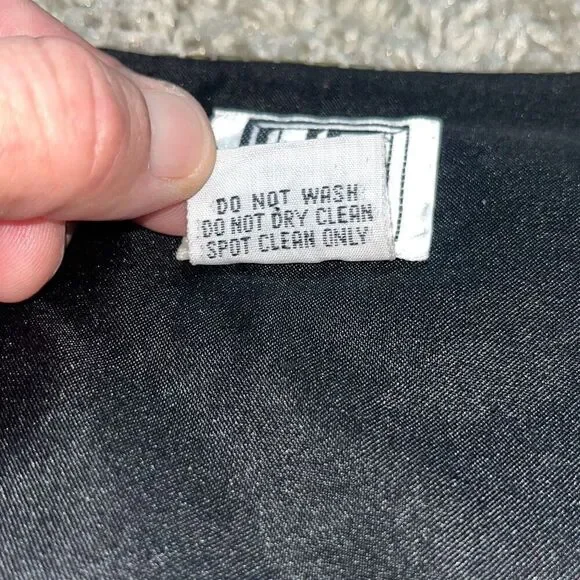 DO NOT WASH
DO NOT DRY CLEAN
SPOT CLEAN ONLY